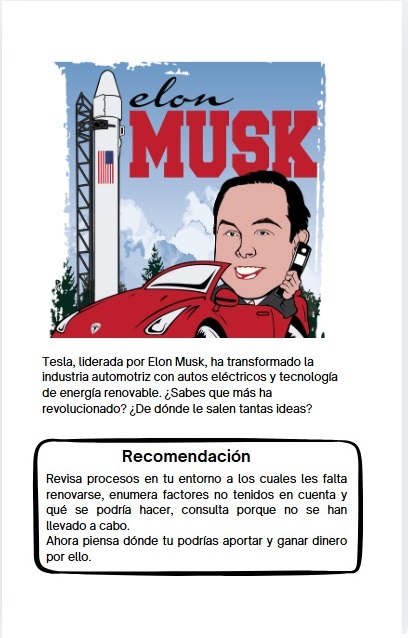 elon
MUSK
Tesla, liderada por Elon Musk, ha transformado la
industria automotriz con autos eléctricos y tecnología
de energía renovable. ¿Sabes que más ha
revolucionado? ¿De dónde le salen tantas ideas?
Recomendación
Revisa procesos en tu entorno a los cuales les falta
renovarse, enumera factores no tenidos en cuenta y
qué se podría hacer, consulta porque no se han
llevado a cabo.
Ahora piensa dónde tu podrías aportar y ganar dinero
por ello.